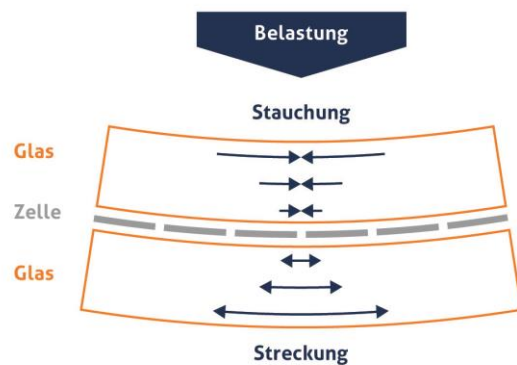 Belastung
Stauchung
Glas
Zelle
Glas
Streckung